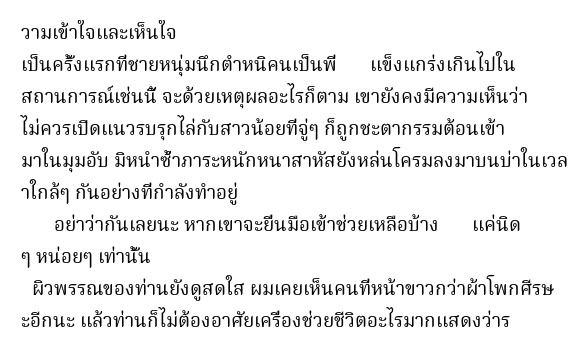 วามเข้าใจและเห็นใจ
เป็นครั้งแรกที่ชายหนุ่มนึกตำหนิคนเป็นพี่ แข็งแกร่งเกินไปใน
สถานการณ์เช่นนี้ จะด้วยเหตุผลอะไรก็ตาม เขายังคงมีความเห็นว่า
ไม่ควรเปิดแนวรบรุกไล่กับสาวน้อยที่จู่ๆ ก็ถูกชะตากรรมต้อนเข้า
มาในมุมอับ มิหนำซ้ำภาระหนักหนาสาหัสยังหล่นโครมลงมาบนบ่าในเวล
าใกล้ๆ กันอย่างที่กำลังทำอยู่
อย่าว่ากันเลยนะ หากเขาจะยื่นมือเข้าช่วยเหลือบ้าง แค่นิด
ๆ หน่อยๆ เท่านั้น
ผิวพรรณของท่านยังดูสดใส ผมเคยเห็นคนที่หน้าขาวกว่าผ้าโพกศีรษ
ะอีกนะ แล้วท่านก็ไม่ต้องอาศัยเครื่องช่วยชีวิตอะไรมากแสดงว่าร